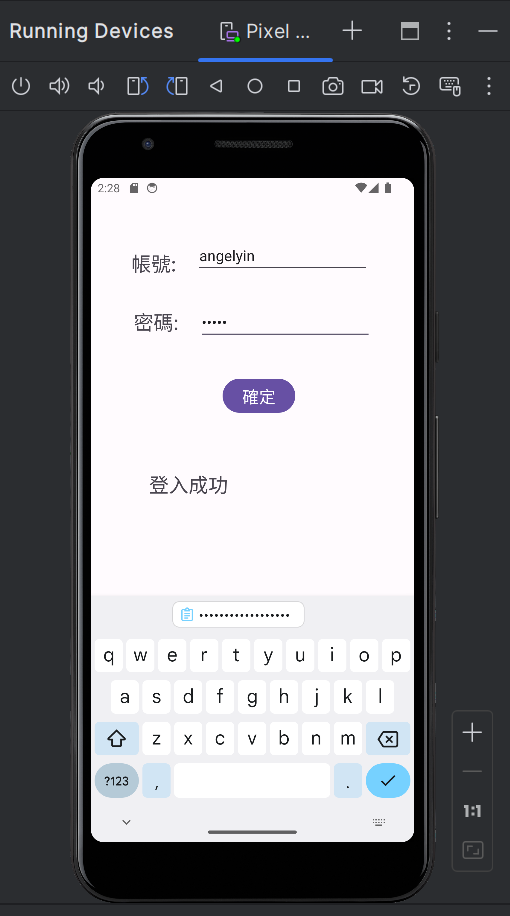 Running Devices
Pixel ...
2:28
帳號:
angelyin
密碼:
•••••
確定
登入成功
••••••••••••••••••
q w e r t y u i o p
a s d f g h j k l
z x c v b n m
?123 , .
1:1